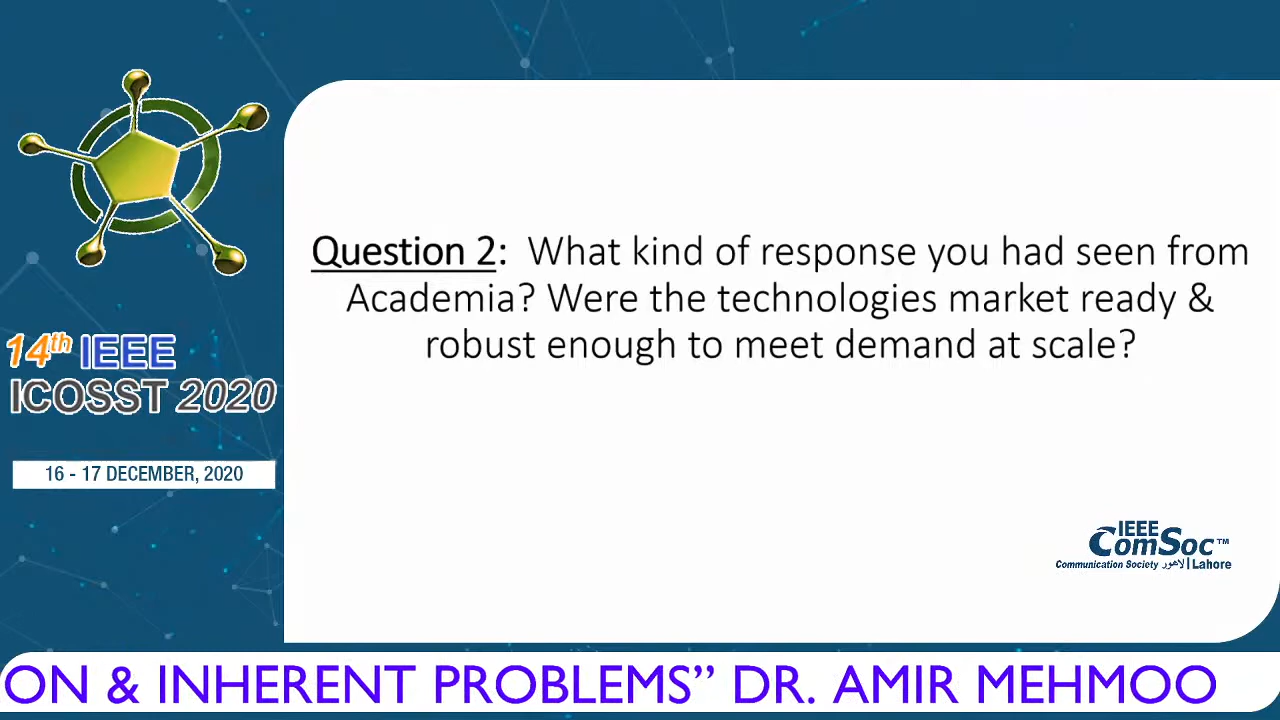 14th IEEE
ICOSST 2020
16 - 17 DECEMBER, 2020
Question 2:  What kind of response you had seen from
Academia? Were the technologies market ready &
robust enough to meet demand at scale?
IEEE
ComSoc™
Communication Society لاهور | Lahore
ON & INHERENT PROBLEMS” DR. AMIR MEHMOO